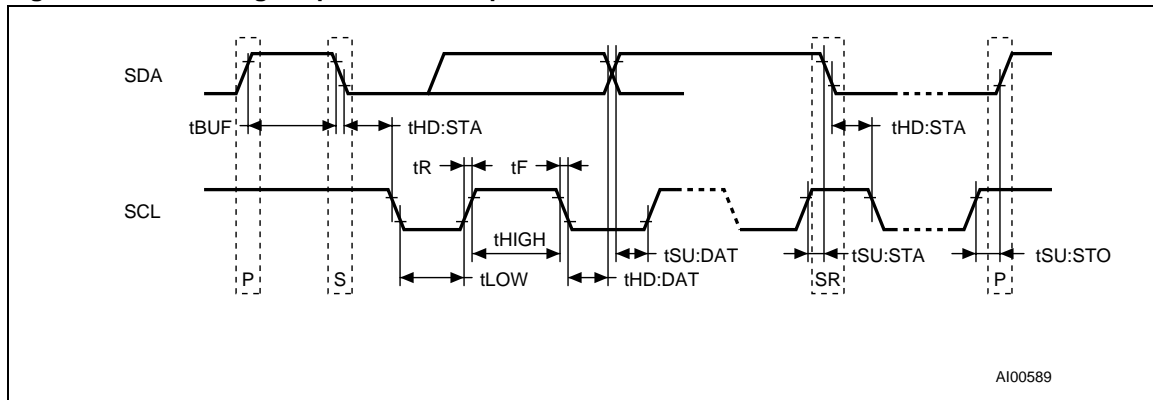 SDA
tBUF
tHD:STA
tHD:STA
tR
tF
SCL
tHIGH
tSU:DAT
tSU:STA
tSU:STO
P
S
tLOW
tHD:DAT
SR
P
AI00589